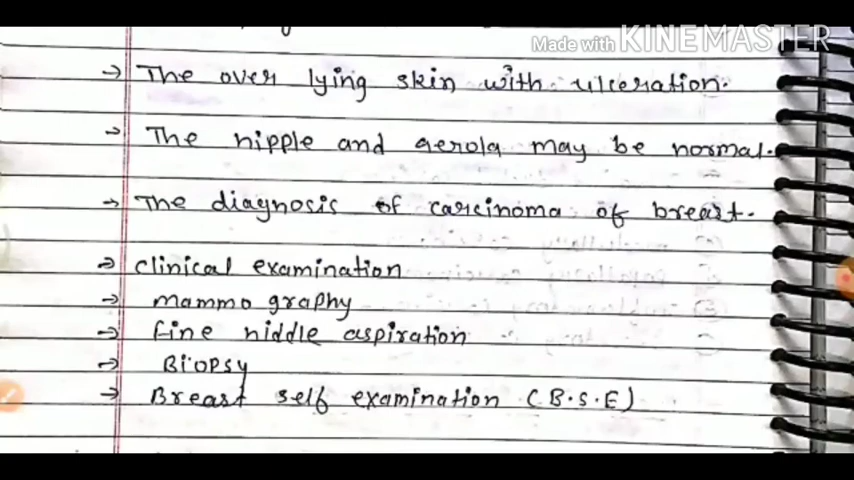 Made with KINEMASTER
→ The over lying skin with ulceration.
→ The nipple and aerola may be normal.
→ The diagnosis of carcinoma of breast.
→ clinical examination
→ mammo graphy
→ fine niddle aspiration
→ Biopsy
→ Breast self examination (B.S.E)